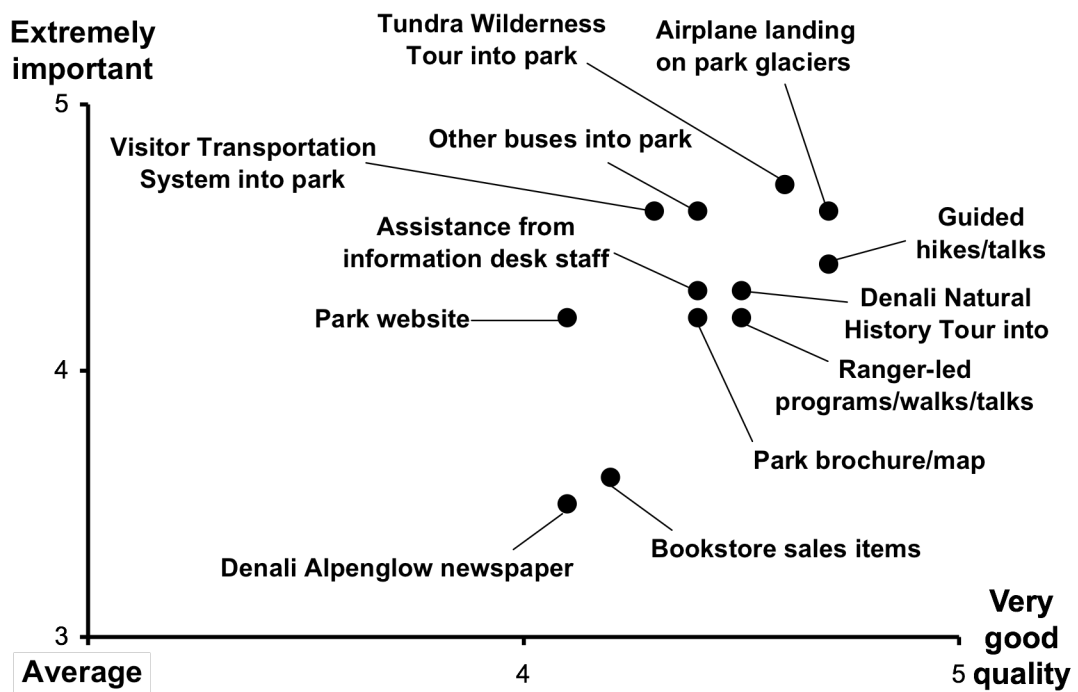 Extremely
important
Tundra Wilderness
Tour into park
Airplane landing
on park glaciers
5
Visitor Transportation
System into park
Other buses into park
Assistance from
information desk staff
Guided
hikes/talks
Park website
Denali Natural
History Tour into
4
Ranger-led
programs/walks/talks
Park brochure/map
Bookstore sales items
Denali Alpenglow newspaper
3
Average
4
5
Very
good
quality